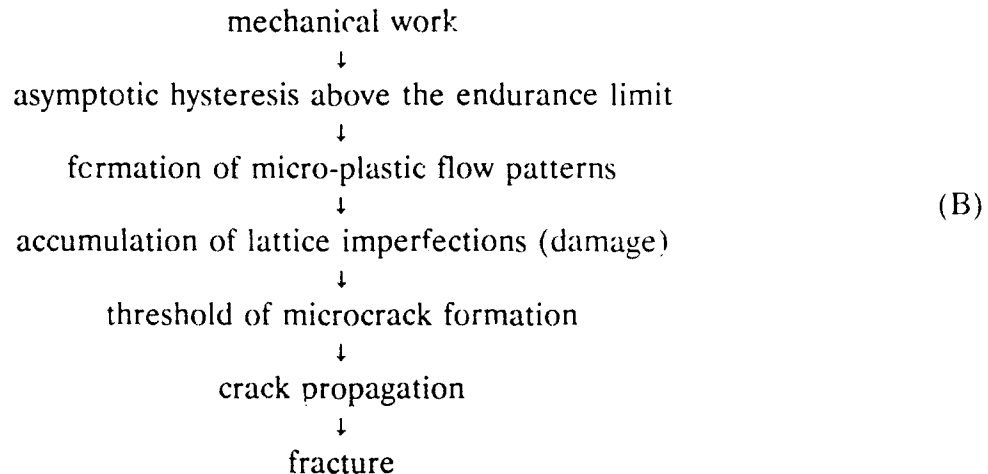 mechanical work
↓
asymptotic hysteresis above the endurance limit
↓
formation of micro-plastic flow patterns
↓
(B)
accumulation of lattice imperfections (damage)
↓
threshold of microcrack formation
↓
crack propagation
↓
fracture